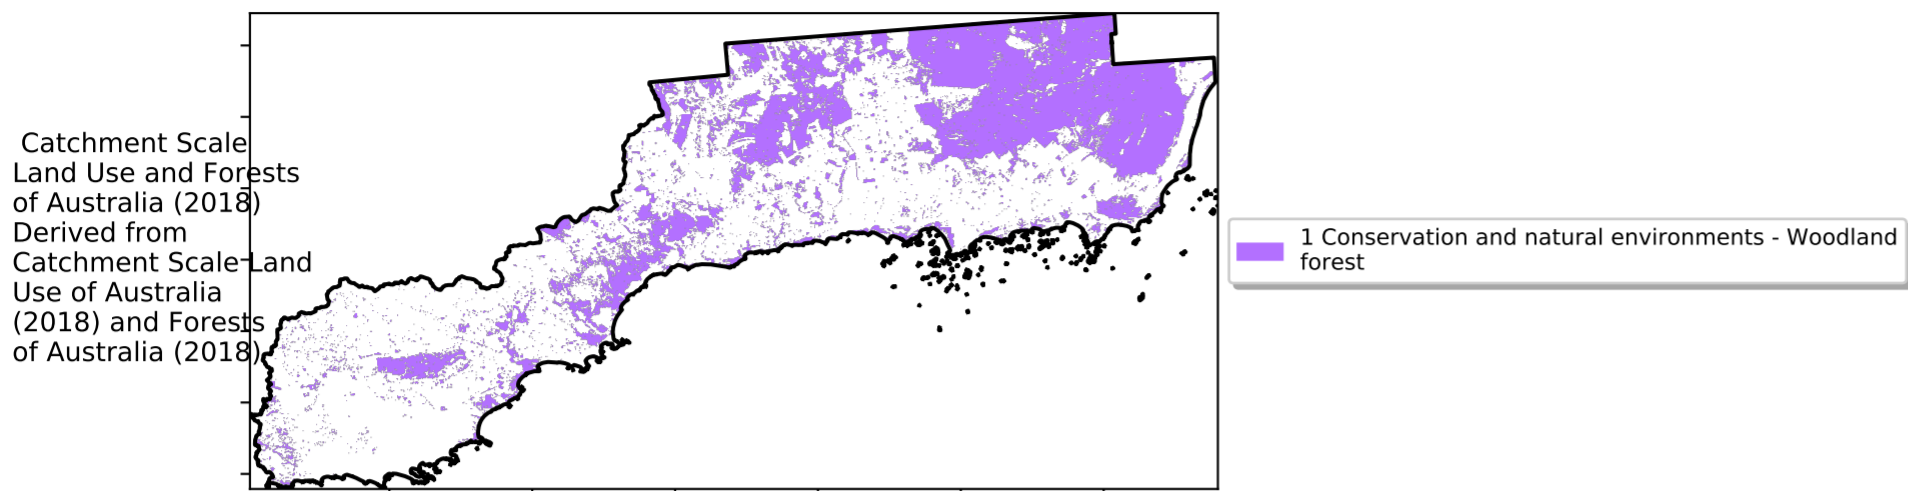 Catchment Scale
Land Use and Forests
of Australia (2018)
Derived from
Catchment Scale Land
Use of Australia
(2018) and Forests
of Australia (2018)
1 Conservation and natural environments - Woodland
forest